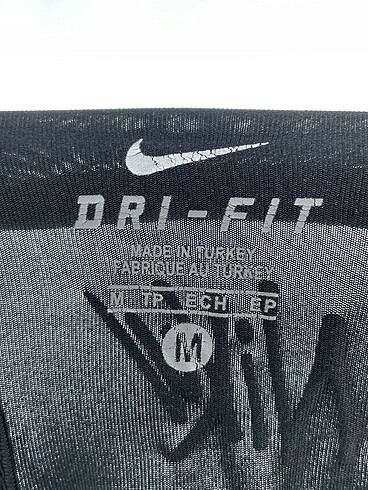 DRI-FIT
MADE IN TURKEY
FABRIQUE AU TURKEY
M TP ECH EP
M